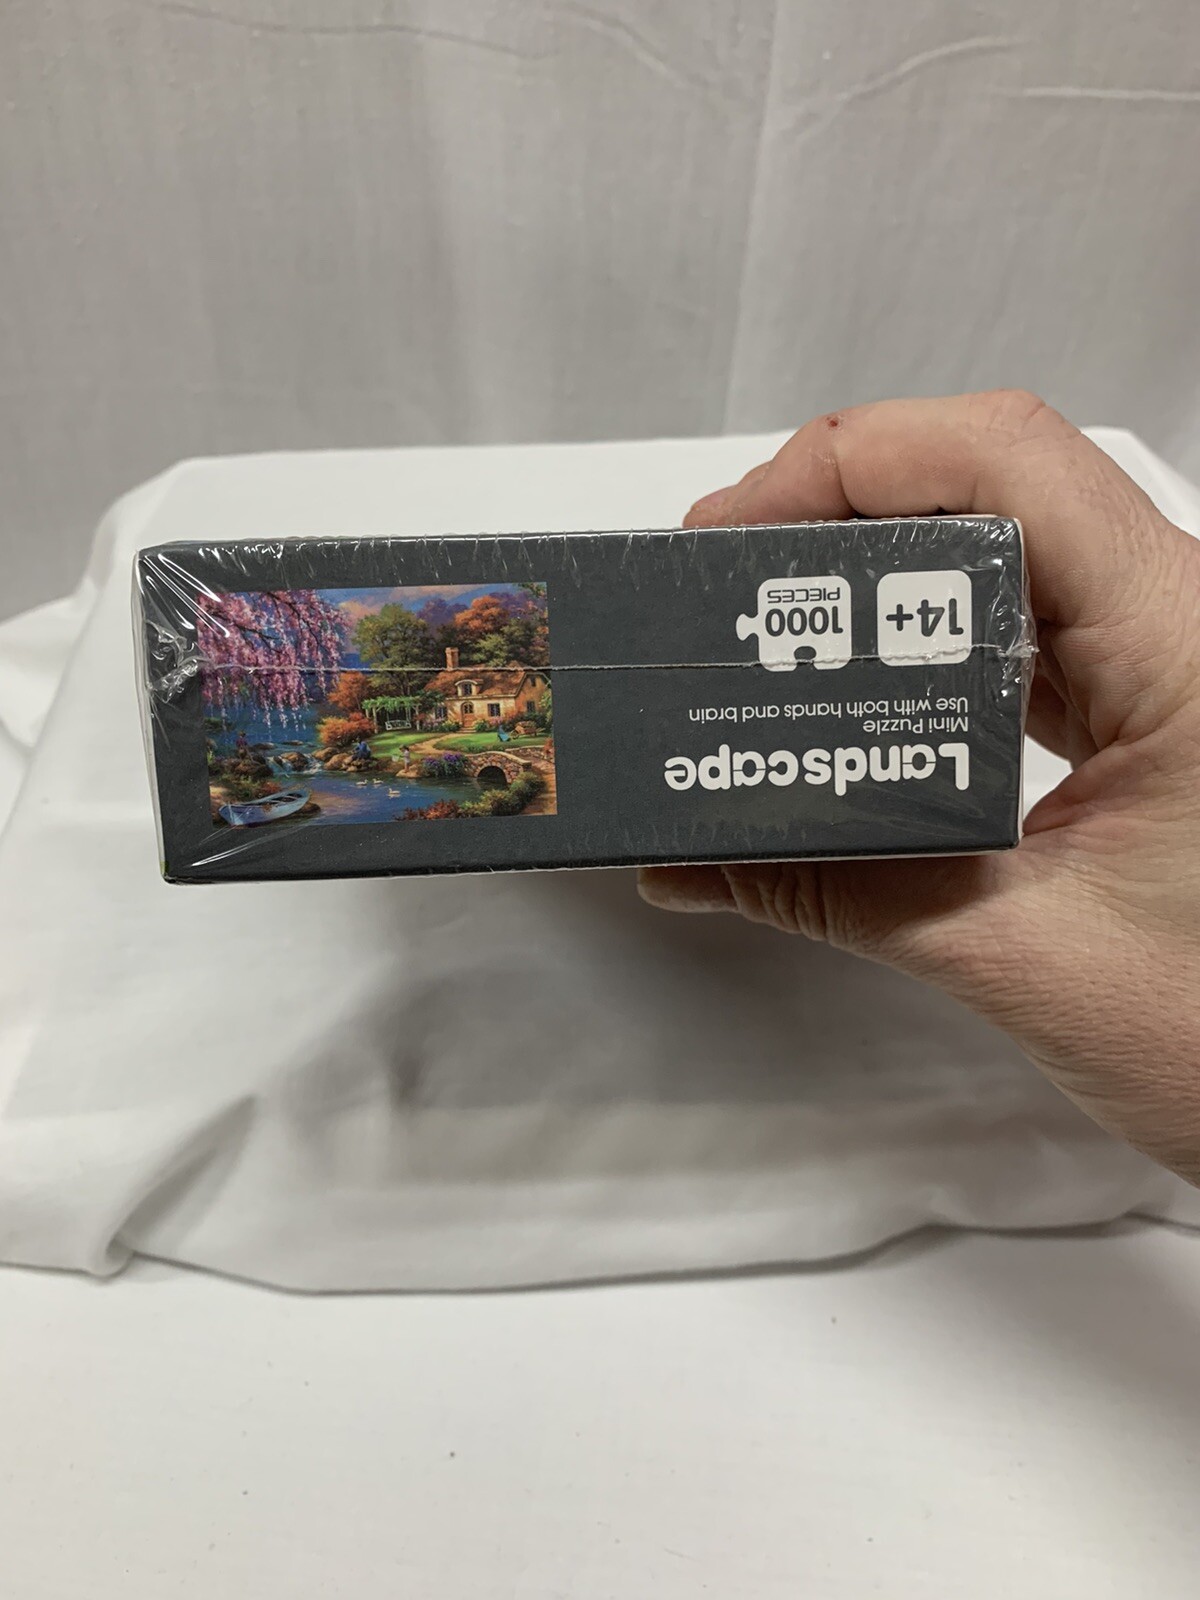 Landscape
Mini Puzzle
Use with both hands and brain
14+
1000
PIECES